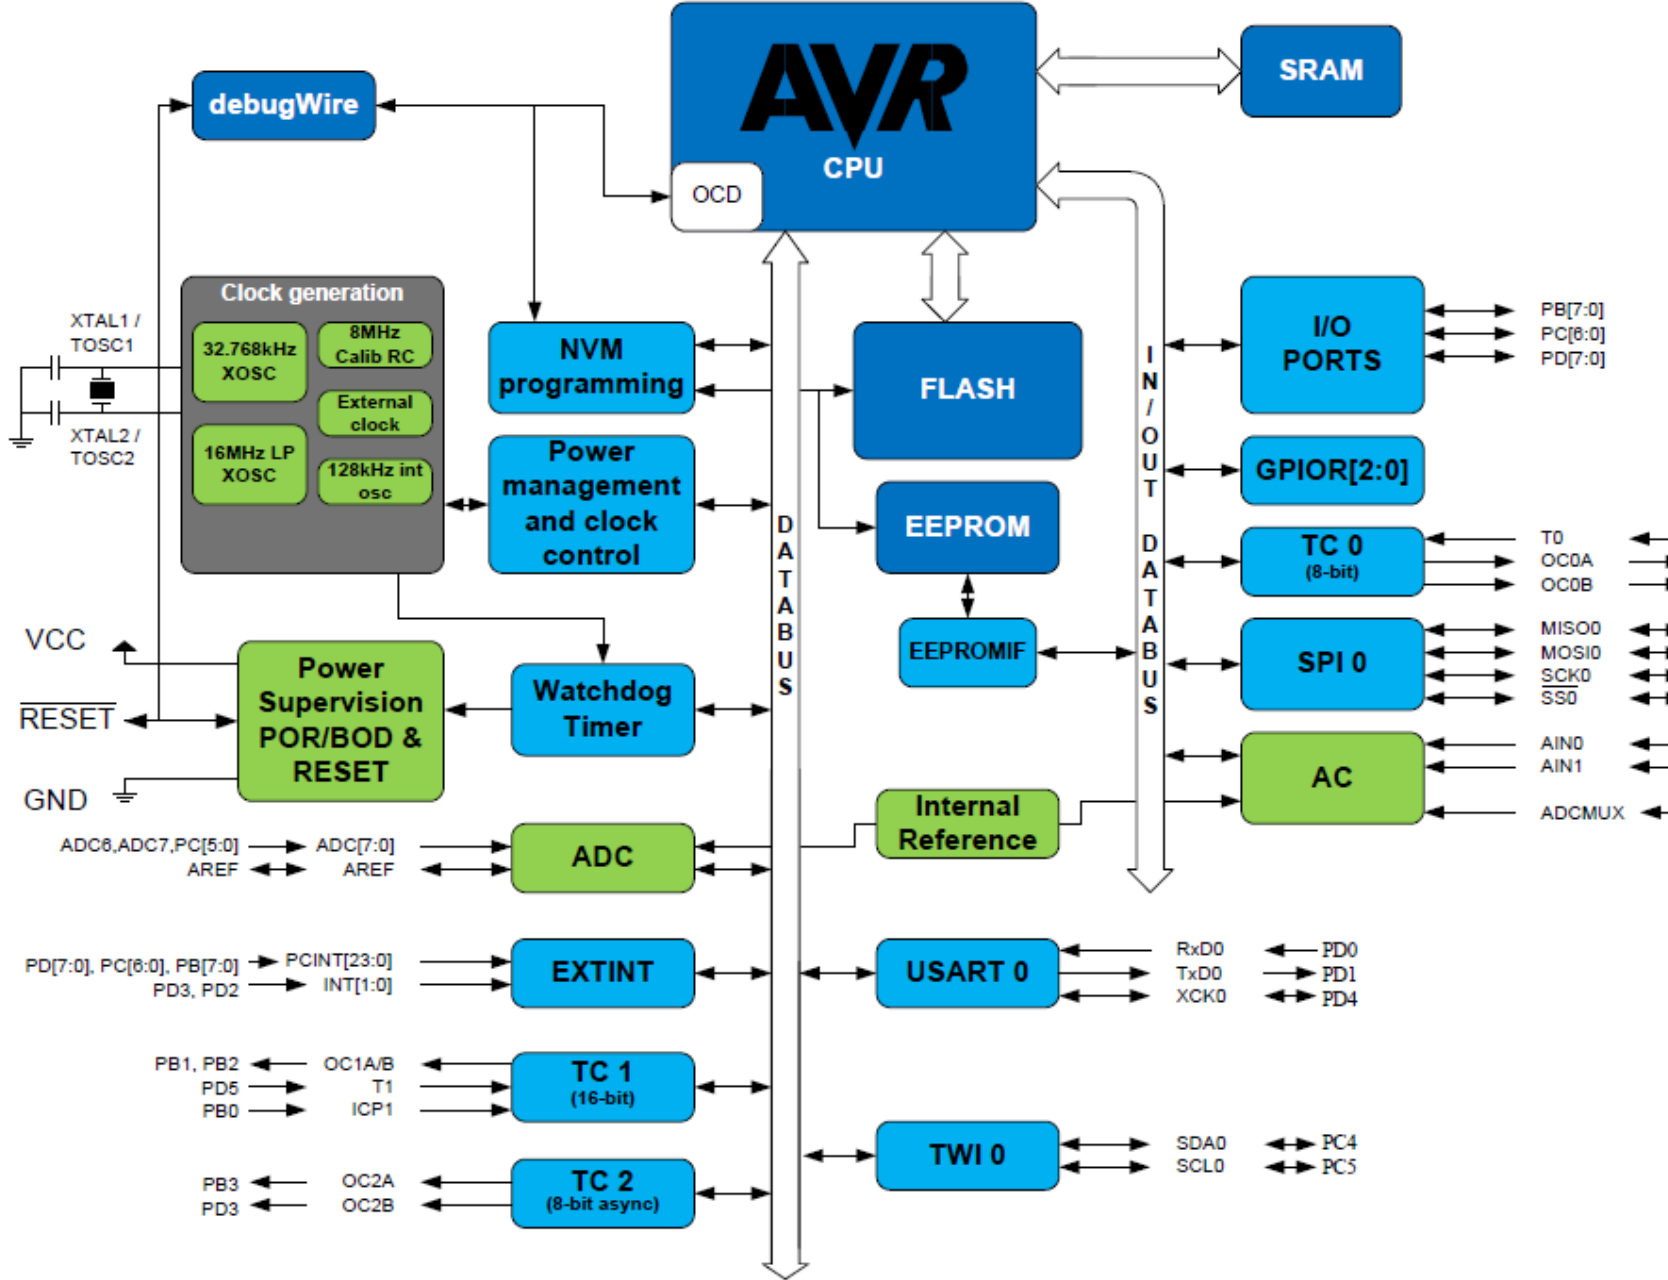 AVR
CPU
OCD
SRAM
debugWire
Clock generation
32.768kHz
XOSC
8MHz
Calib RC
External
clock
16MHz LP
XOSC
128kHz int
osc
XTAL1 /
TOSC1
XTAL2 /
TOSC2
NVM
programming
Power
management
and clock
control
FLASH
EEPROM
EEPROMIF
DATABUS
IN/OUT DATABUS
I/O
PORTS
PB[7:0]
PC[6:0]
PD[7:0]
GPIOR[2:0]
TC 0
(8-bit)
T0
OC0A
OC0B
SPI 0
MISO0
MOSI0
SCK0
SS0
AC
AIN0
AIN1
ADCMUX
VCC
RESET
GND
Power
Supervision
POR/BOD &
RESET
Watchdog
Timer
Internal
Reference
ADC6,ADC7,PC[5:0] ADC[7:0]
AREF AREF
ADC
PD[7:0], PC[6:0], PB[7:0] PCINT[23:0]
PD3, PD2 INT[1:0]
EXTINT
USART 0
RxD0 PD0
TxD0 PD1
XCK0 PD4
PB1, PB2 OC1A/B
PD5 T1
PB0 ICP1
TC 1
(16-bit)
TWI 0
SDA0 PC4
SCL0 PC5
PB3 OC2A
PD3 OC2B
TC 2
(8-bit async)